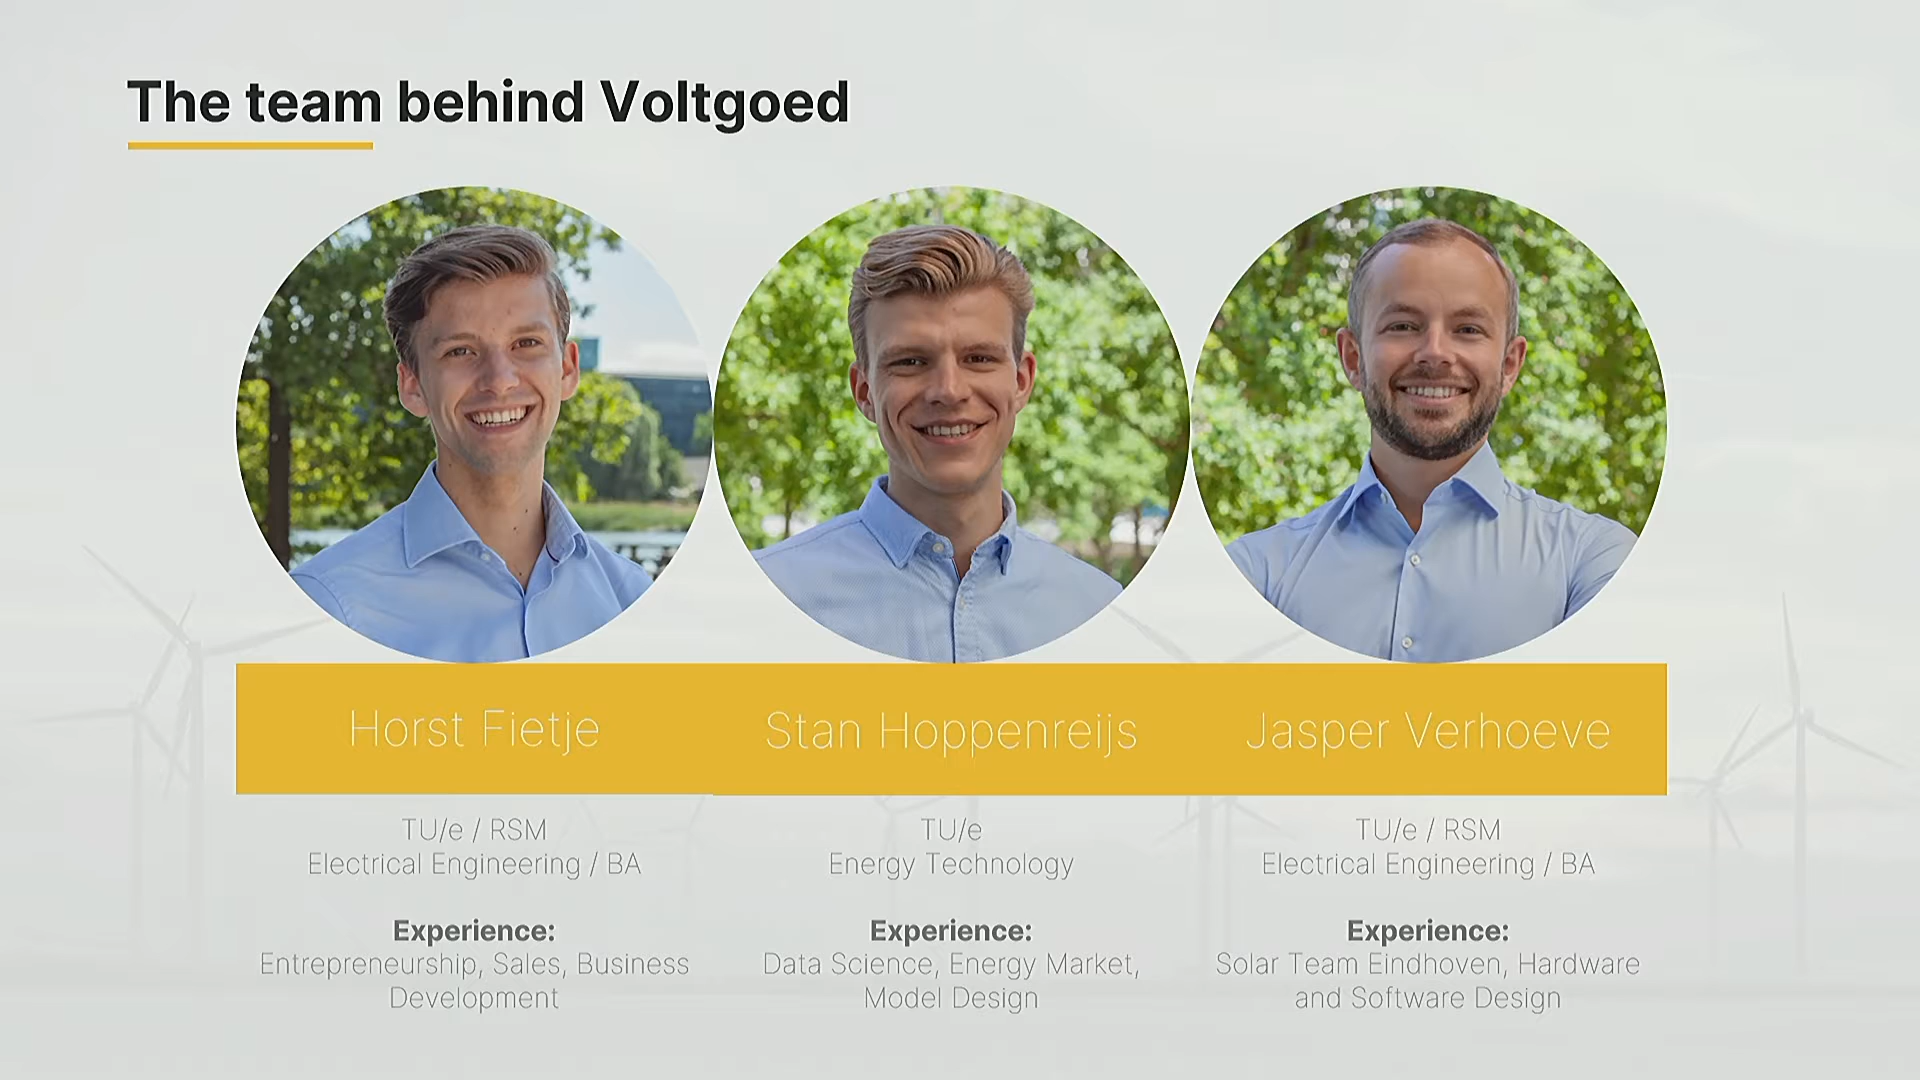 The team behind Voltgoed
Horst Fietje
Stan Hoppenreijs
Jasper Verhoeve
TU/e / RSM
Electrical Engineering / BA
Experience:
Entrepreneurship, Sales, Business
Development
TU/e
Energy Technology
Experience:
Data Science, Energy Market,
Model Design
TU/e / RSM
Electrical Engineering / BA
Experience:
Solar Team Eindhoven, Hardware
and Software Design